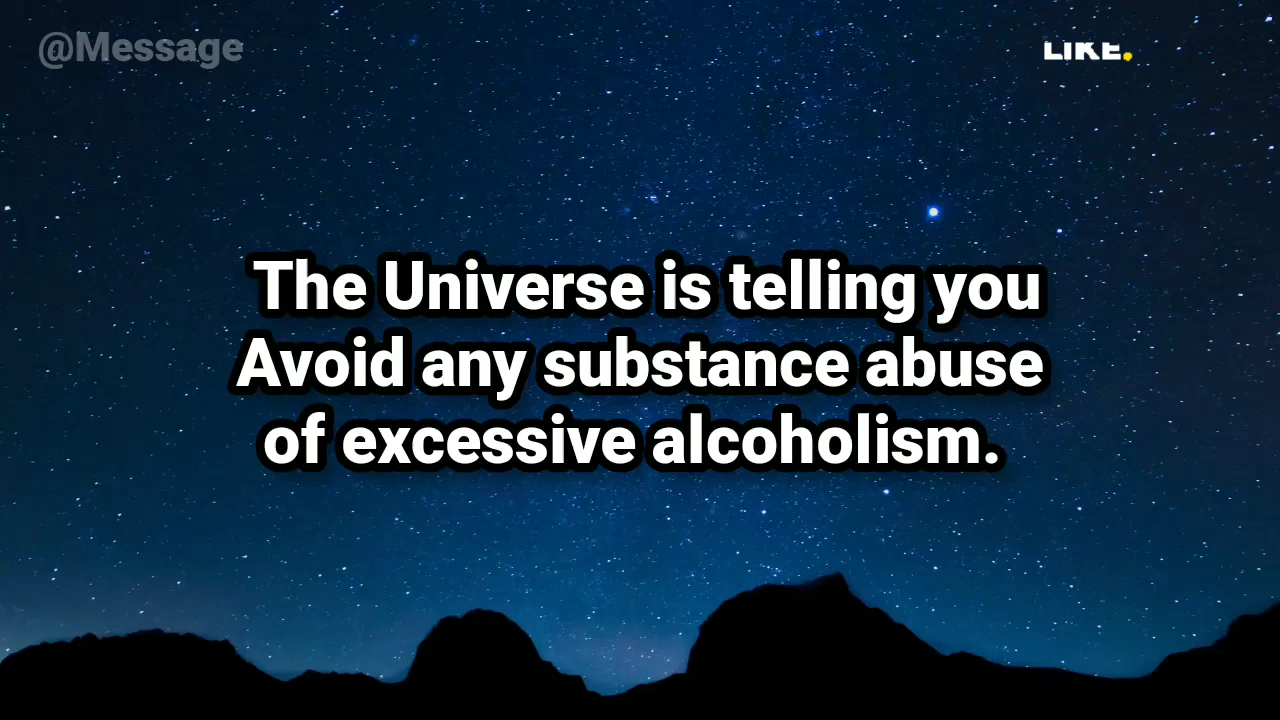 @Message
LIKE.
The Universe is telling you
Avoid any substance abuse
of excessive alcoholism.